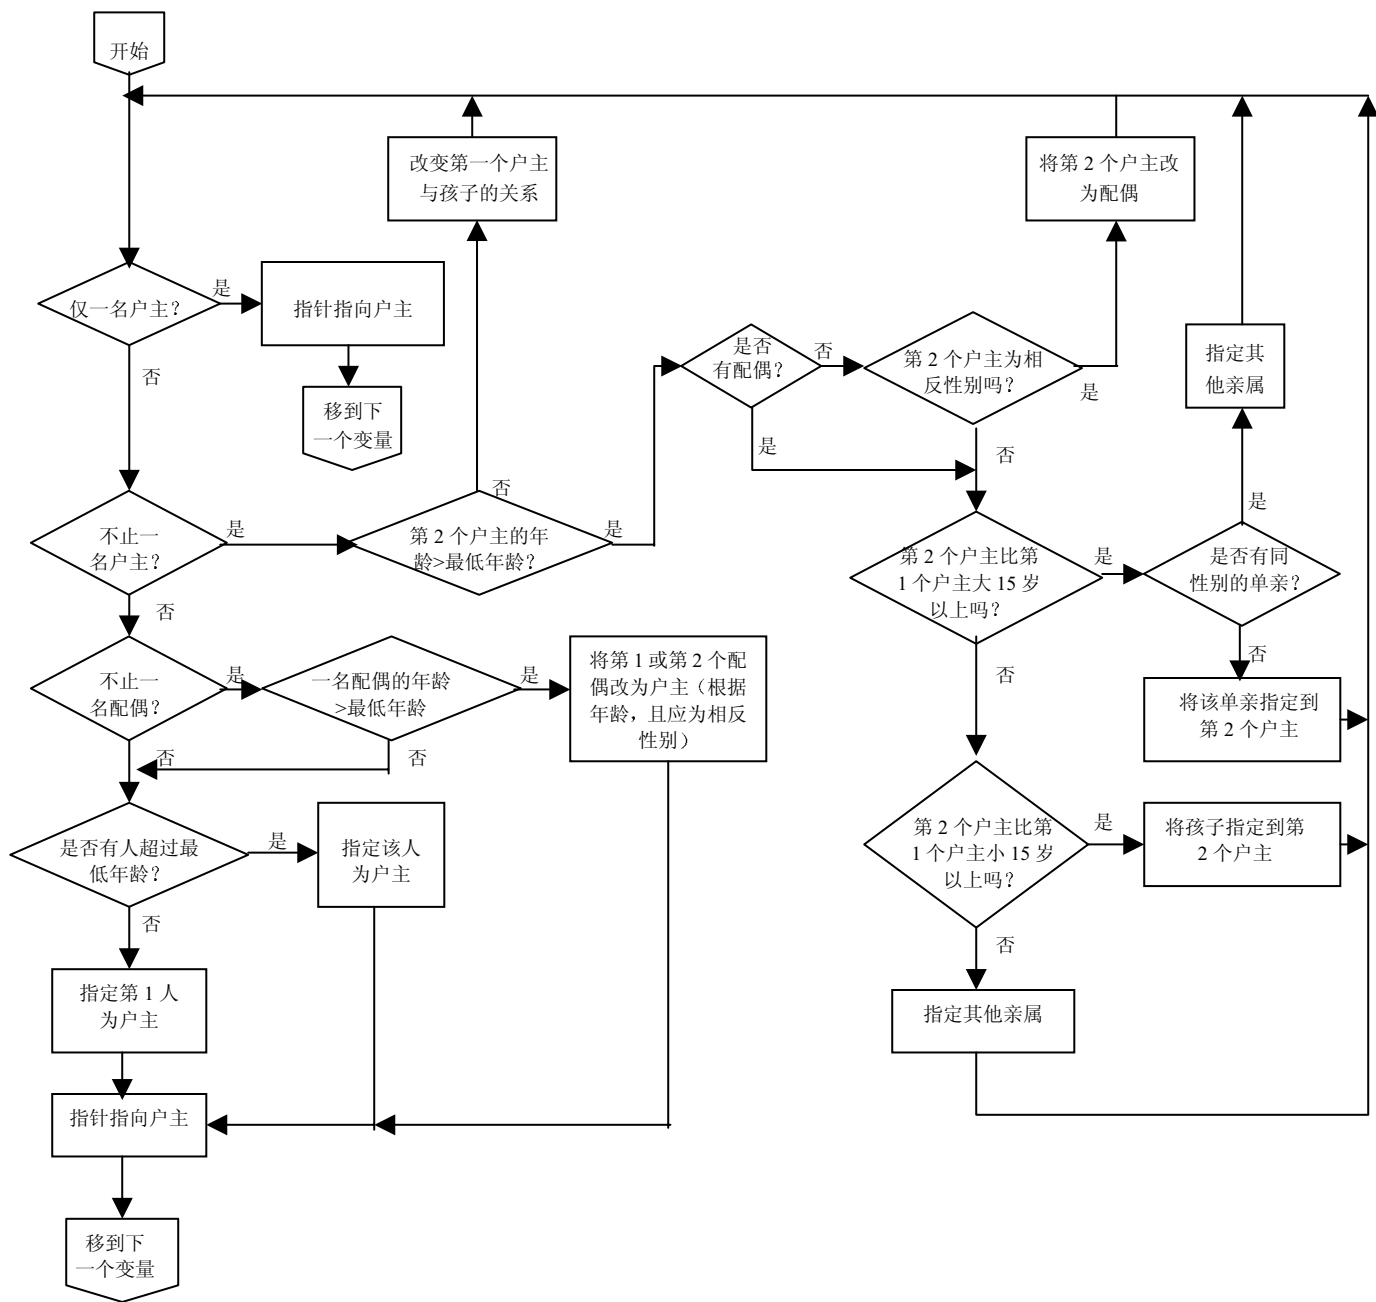 开始
改变第一个户主
与孩子的关系
将第 2 个户主改
为配偶
仅一名户主？
是
指针指向户主
否
移到下
一个变量
是否
有配偶？
否
是
第 2 个户主为相
反性别吗？
是
否
指定其
他亲属
不止一
名户主？
是
第 2 个户主的年
龄>最低年龄？
否
是
否
第 2 个户主比第
1 个户主大 15 岁
以上吗？
是
否
是否有同
性别的单亲？
是
否
将该单亲指定到
第 2 个户主
不止一
名配偶？
是
否
一名配偶的年龄
>最低年龄
是
否
将第 1 或第 2 个配
偶改为户主（根据
年龄，且应为相反
性别）
是否有人超过最
低年龄？
是
否
指定该人
为户主
第 2 个户主比第
1 个户主小 15 岁
以上吗？
是
否
将孩子指定到第
2 个户主
指定第 1 人
为户主
指定其他亲属
指针指向户主
移到下
一个变量